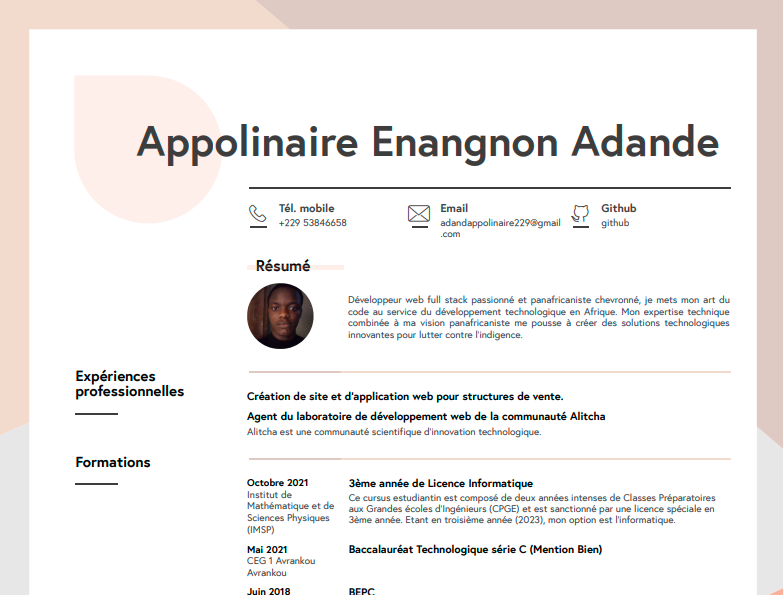 Appolinaire Enangnon Adande
Tél. mobile
+229 53846658
Email
adandappolinaire229@gmail
.com
Github
github
Résumé
Développeur web full stack passionné et panafricaniste chevronné, je mets mon art du
code au service du développement technologique en Afrique. Mon expertise technique
combinée à ma vision panafricaniste me pousse à créer des solutions technologiques
innovantes pour lutter contre l'indigence.
Expériences
professionnelles
Création de site et d'application web pour structures de vente.
Agent du laboratoire de développement web de la communauté Alitcha
Alitcha est une communauté scientifique d'innovation technologique.
Formations
Octobre 2021
Institut de
Mathématique et de
Sciences Physiques
(IMSP)
3ème année de Licence Informatique
Ce cursus estudiantin est composé de deux années intenses de Classes Préparatoires
aux Grandes écoles d'Ingénieurs (CPGE) et est sanctionné par une licence spéciale en
3ème année. Etant en troisième année (2023), mon option est l'informatique.
Mai 2021
CEG 1 Avrankou
Avrankou
Baccalauréat Technologique série C (Mention Bien)
Juin 2018
BEPC